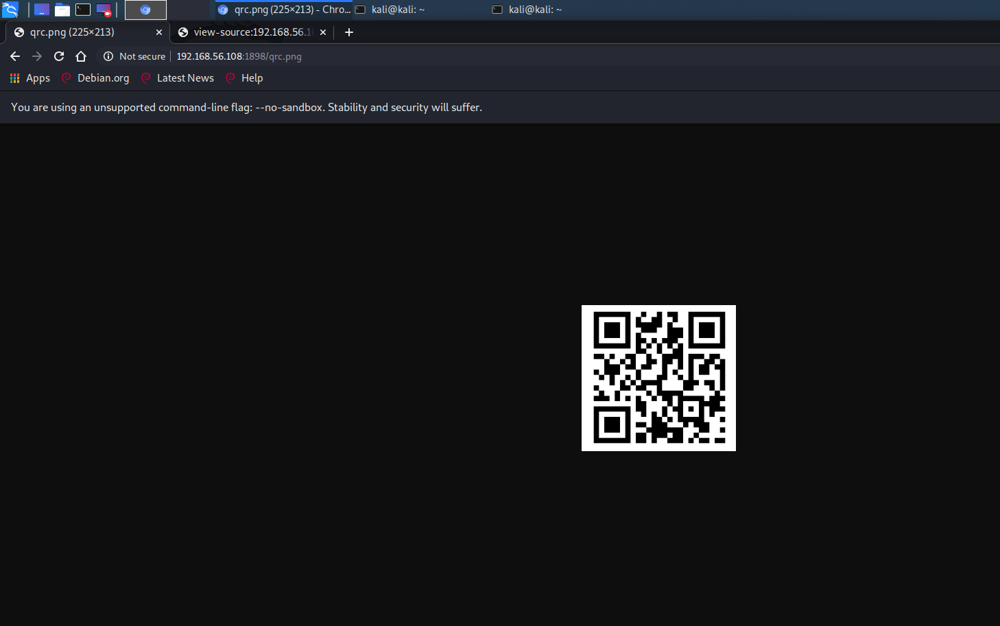 qrc.png (225×213) - Chro... kali@kali: ~ kali@kali: ~
qrc.png (225×213) view-source:192.168.56.10
Not secure 192.168.56.108:1898/qrc.png
Apps Debian.org Latest News Help
You are using an unsupported command-line flag: --no-sandbox. Stability and security will suffer.